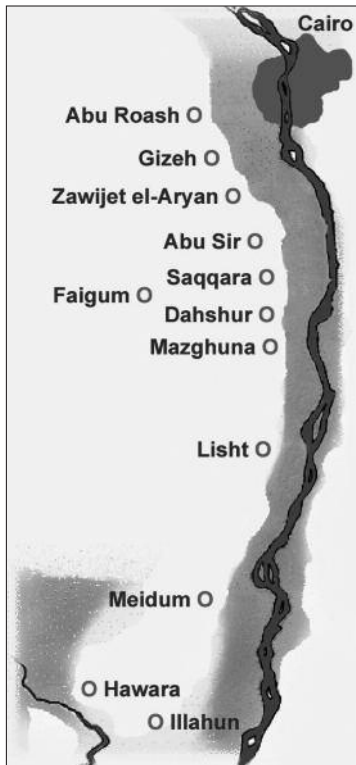 Cairo
Abu Roash
Gizeh
Zawijet el-Aryan
Abu Sir
Saqqara
Faigum
Dahshur
Mazghuna
Lisht
Meidum
Hawara
Illahun